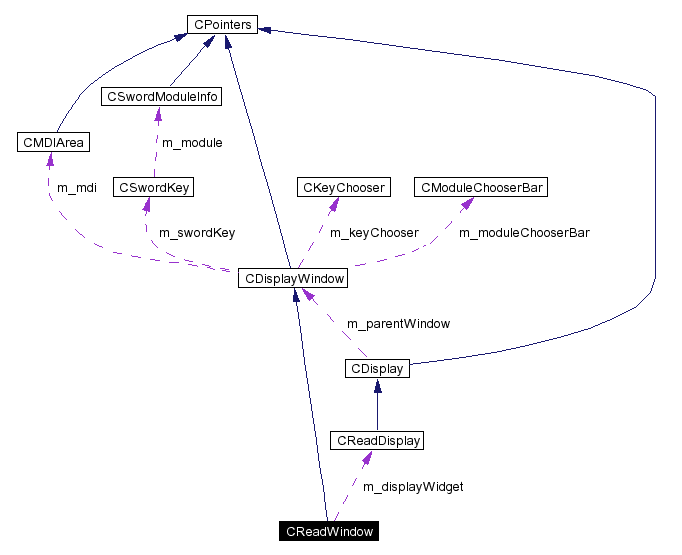 CPointers
CSwordModuleInfo
CMDIArea
m_module
m_mdi
CSwordKey
CKeyChooser
CModuleChooserBar
m_swordKey
m_keyChooser
m_moduleChooserBar
CDisplayWindow
m_parentWindow
CDisplay
CReadDisplay
m_displayWidget
CReadWindow